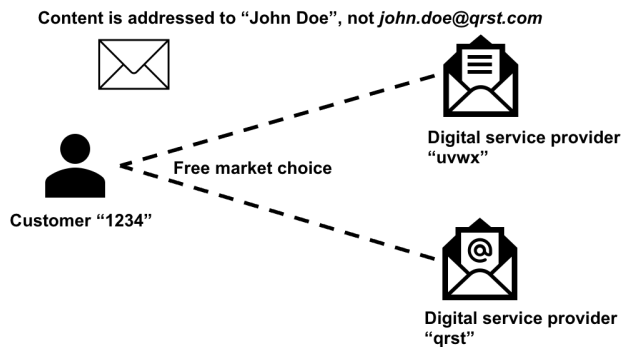 Content is addressed to “John Doe”, not john.doe@qrst.com
Digital service provider
“uvwx”
Free market choice
Customer “1234”
@
Digital service provider
“qrst”